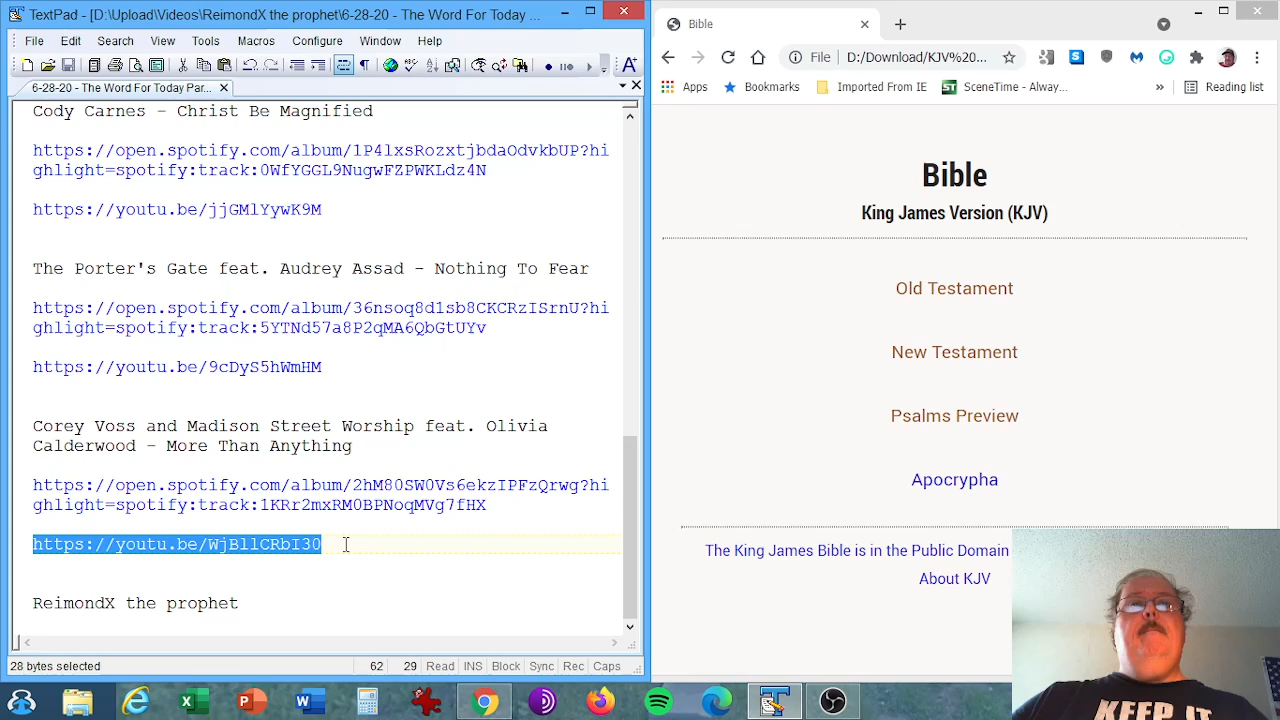 TextPad - [D:\Upload\Videos\ReimondX the prophet\6-28-20 - The Word For Today ...
File Edit Search View Tools Macros Configure Window Help
6-28-20 - The Word For Today Par...
Cody Carnes - Christ Be Magnified
https://open.spotify.com/album/1P4lxsRozxtjbdaOdvkbUP?hi
ghlight=spotify:track:0WfYGGL9NugwFZPWKLdz4N
https://youtu.be/jjGMlYywK9M
The Porter's Gate feat. Audrey Assad - Nothing To Fear
https://open.spotify.com/album/36nsoq8d1sb8CKCRzISrnU?hi
ghlight=spotify:track:5YTNd57a8P2qMA6QbGtUYv
https://youtu.be/9cDyS5hWmHM
Corey Voss and Madison Street Worship feat. Olivia
Calderwood - More Than Anything
https://open.spotify.com/album/2hM80SW0Vs6ekzIPFzQrwg?hi
ghlight=spotify:track:1KRr2mxRM0BPNoqMVg7fHX
https://youtu.be/WjBllCRbI30
ReimondX the prophet
28 bytes selected 62 29 Read INS Block Sync Rec Caps
Bible
File D:/Download/KJV%20...
Apps Bookmarks Imported From IE ST SceneTime - Alway... » Reading list
Bible
King James Version (KJV)
Old Testament
New Testament
Psalms Preview
Apocrypha
The King James Bible is in the Public Domain
About KJV
KEEP IT